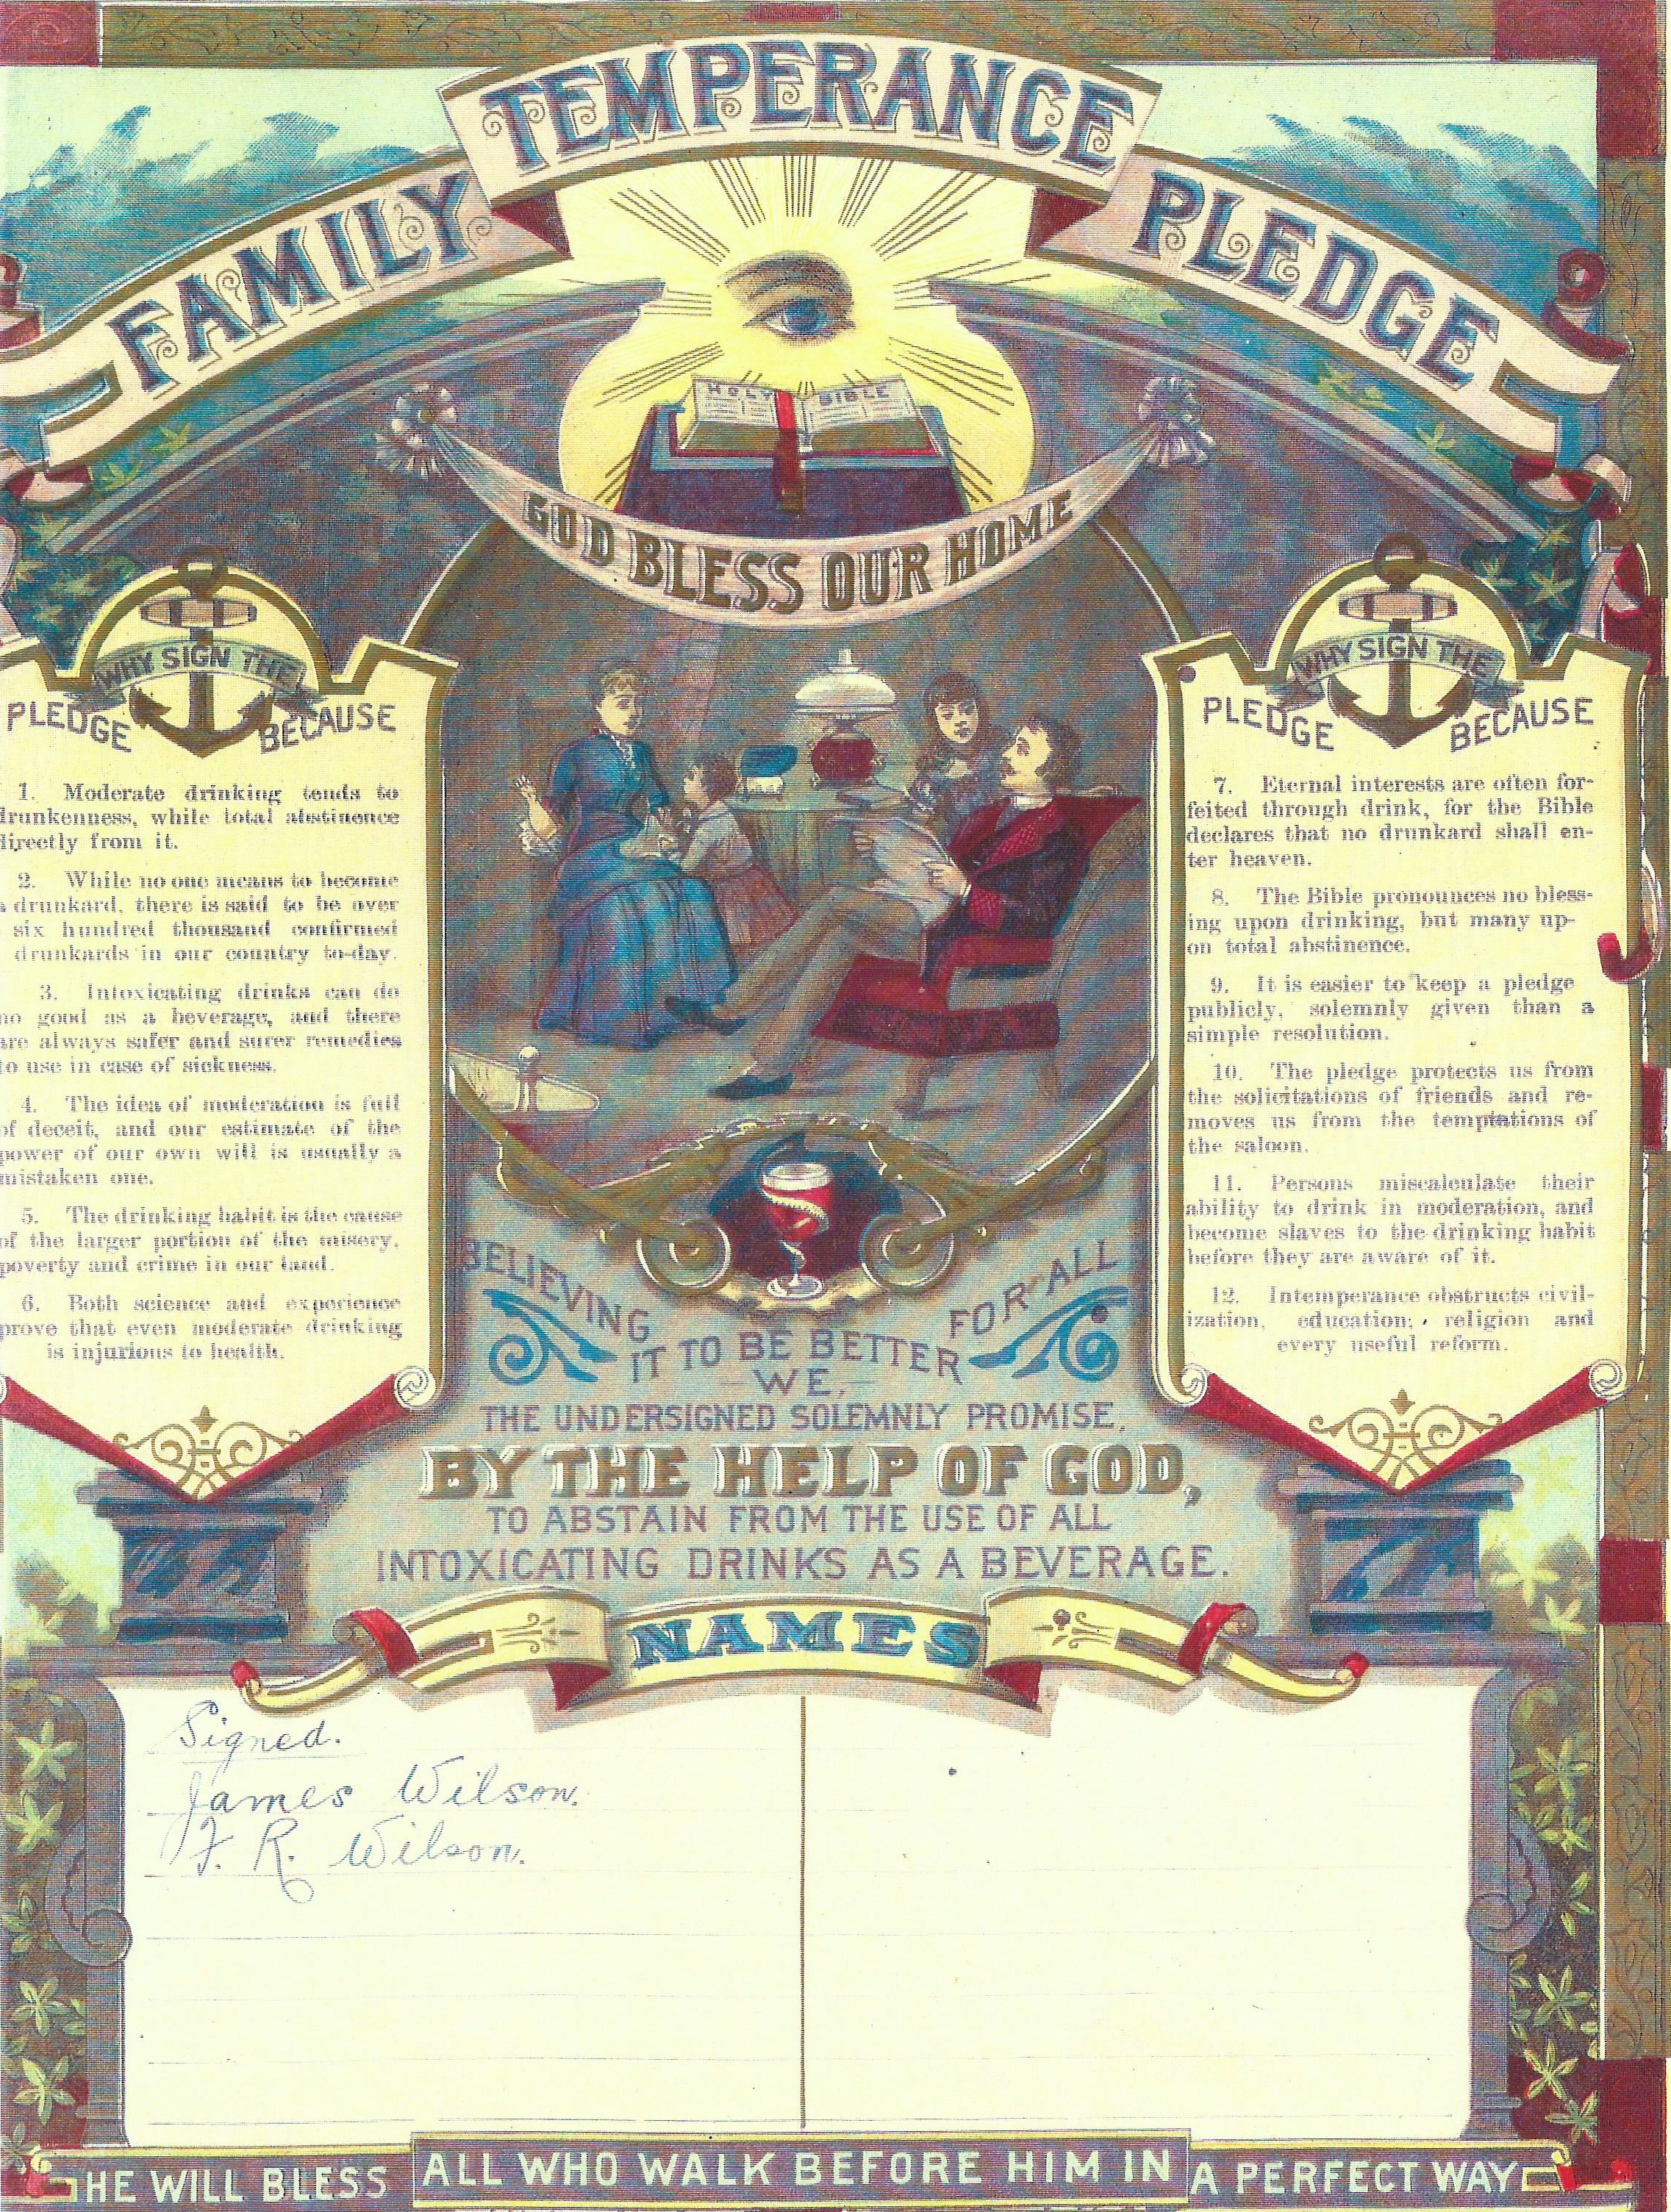 FAMILY TEMPERANCE PLEDGE
HOLY BIBLE
GOD BLESS OUR HOME
WHY SIGN THE
PLEDGE BECAUSE
1. Moderate drinking tends to
drunkenness, while total abstinence
directly from it.
2. While no one means to become
a drunkard, there is said to be over
six hundred thousand confirmed
drunkards in our country to-day.
3. Intoxicating drinks can do
no good as a beverage, and there
are always safer and surer remedies
to use in case of sickness.
4. The idea of moderation is full
of deceit, and our estimate of the
power of our own will is usually a
mistaken one.
5. The drinking habit is the cause
of the larger portion of the misery,
poverty and crime in our land.
6. Both science and experience
prove that even moderate drinking
is injurious to health.
WHY SIGN THE
PLEDGE BECAUSE
7. Eternal interests are often for-
feited through drink, for the Bible
declares that no drunkard shall en-
ter heaven.
8. The Bible pronounces no bless-
ing upon drinking, but many up-
on total abstinence.
9. It is easier to keep a pledge
publicly, solemnly given than a
simple resolution.
10. The pledge protects us from
the solicitations of friends and re-
moves us from the temptations of
the saloon.
11. Persons miscalculate their
ability to drink in moderation, and
become slaves to the drinking habit
before they are aware of it.
12. Intemperance obstructs civil-
ization, education, religion and
every useful reform.
BELIEVING IT TO BE BETTER FOR ALL
WE,
THE UNDERSIGNED SOLEMNLY PROMISE,
BY THE HELP OF GOD,
TO ABSTAIN FROM THE USE OF ALL
INTOXICATING DRINKS AS A BEVERAGE.
NAMES
Signed.
James Wilson.
F. R. Wilson.
HE WILL BLESS ALL WHO WALK BEFORE HIM IN A PERFECT WAY